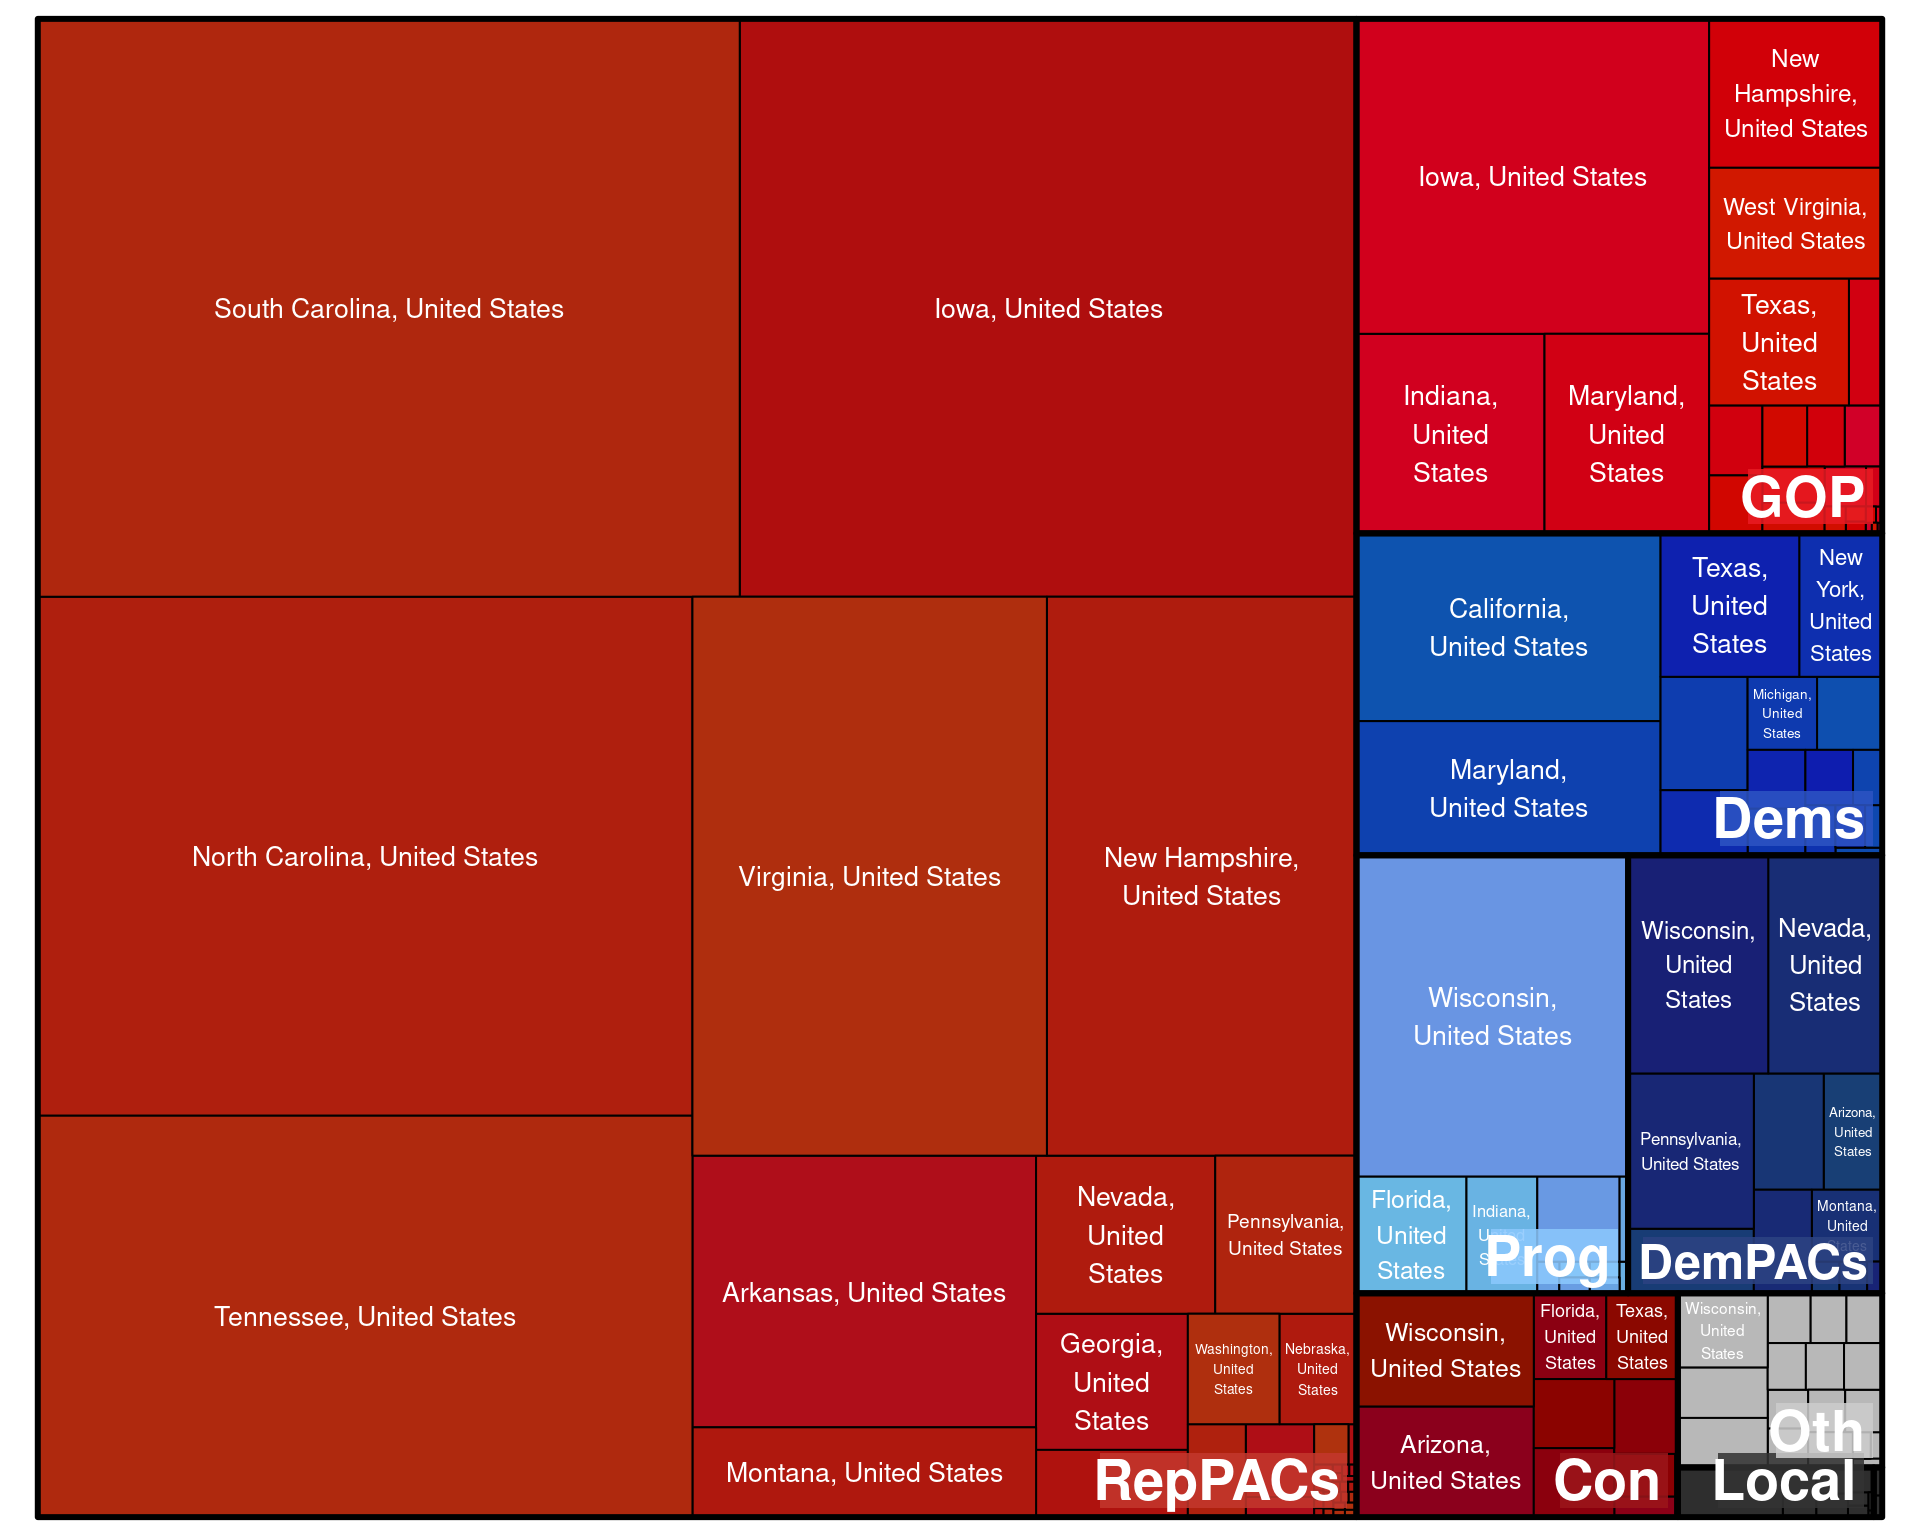 South Carolina, United States
Iowa, United States
North Carolina, United States
Virginia, United States
New Hampshire,
United States
Tennessee, United States
Arkansas, United States
Montana, United States
Nevada,
United
States
Pennsylvania,
United States
Georgia,
United
States
Washington,
United
States
Nebraska,
United
States
RepPACs
Iowa, United States
New
Hampshire,
United States
West Virginia,
United States
Texas,
United
States
Indiana,
United
States
Maryland,
United
States
GOP
California,
United States
Texas,
United
States
New
York,
United
States
Michigan,
United
States
Maryland,
United States
Dems
Wisconsin,
United States
Florida,
United
States
Indiana,
United
States
Prog
Wisconsin,
United
States
Nevada,
United
States
Pennsylvania,
United States
Arizona,
United
States
Montana,
United
States
DemPACs
Wisconsin,
United States
Florida,
United
States
Texas,
United
States
Arizona,
United States
Con
Wisconsin,
United
States
Oth
Local